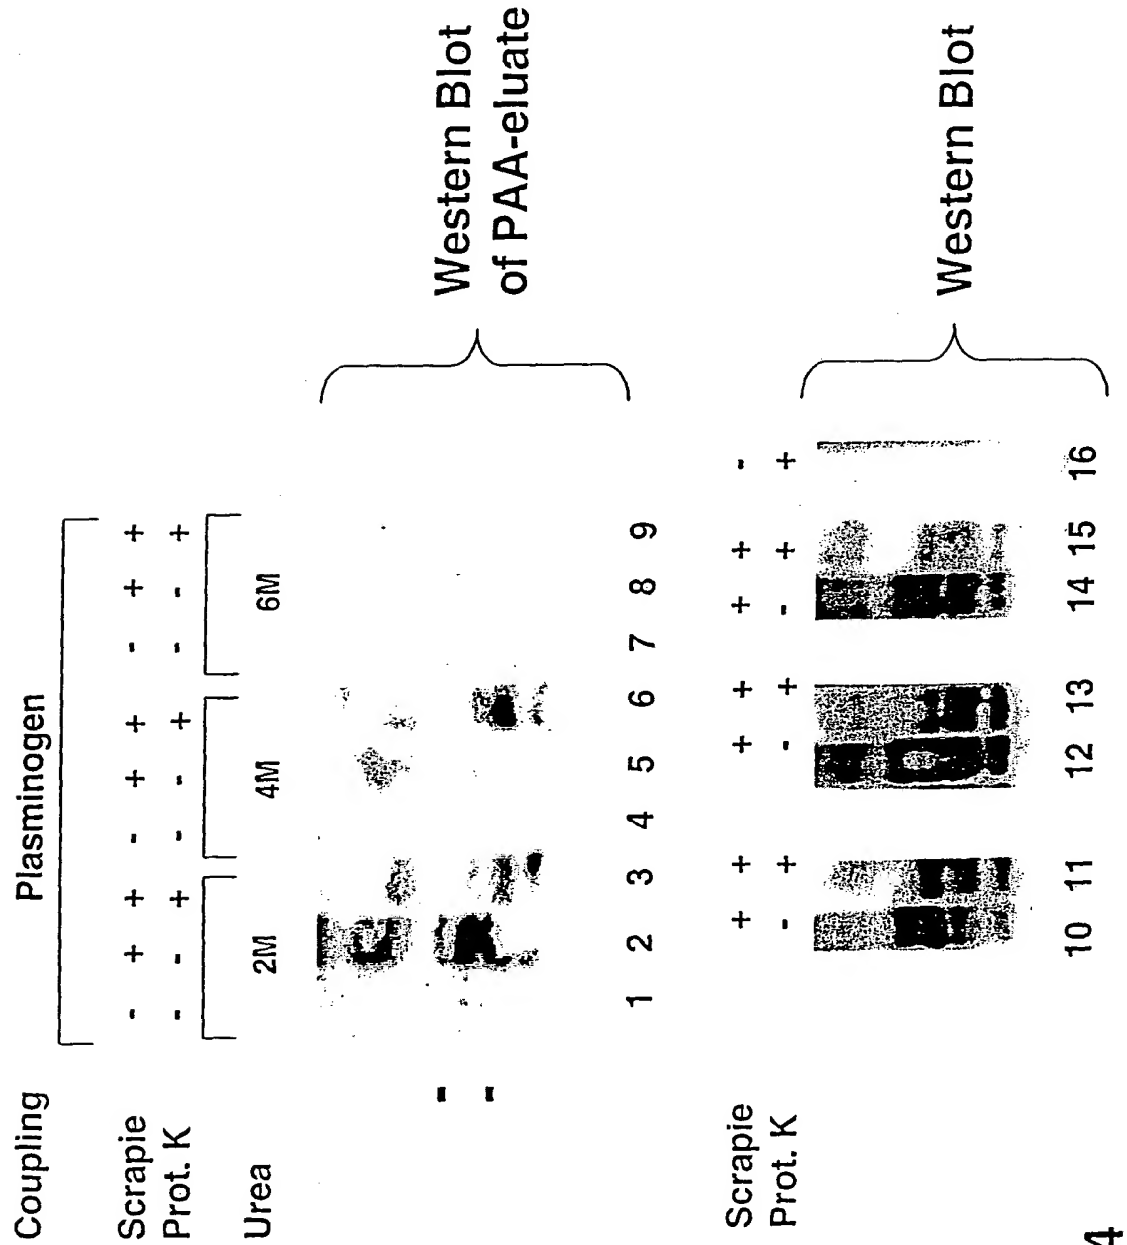 Coupling Plasminogen
Scrapie - + + - + + - + +
Prot. K - - + - - + - - +
Urea 2M 4M 6M
- 
-
Western Blot
of PAA-eluate
1 2 3 4 5 6 7 8 9
Scrapie + + + + + + -
Prot. K - + - + - + +
Western Blot
10 11 12 13 14 15 16
4